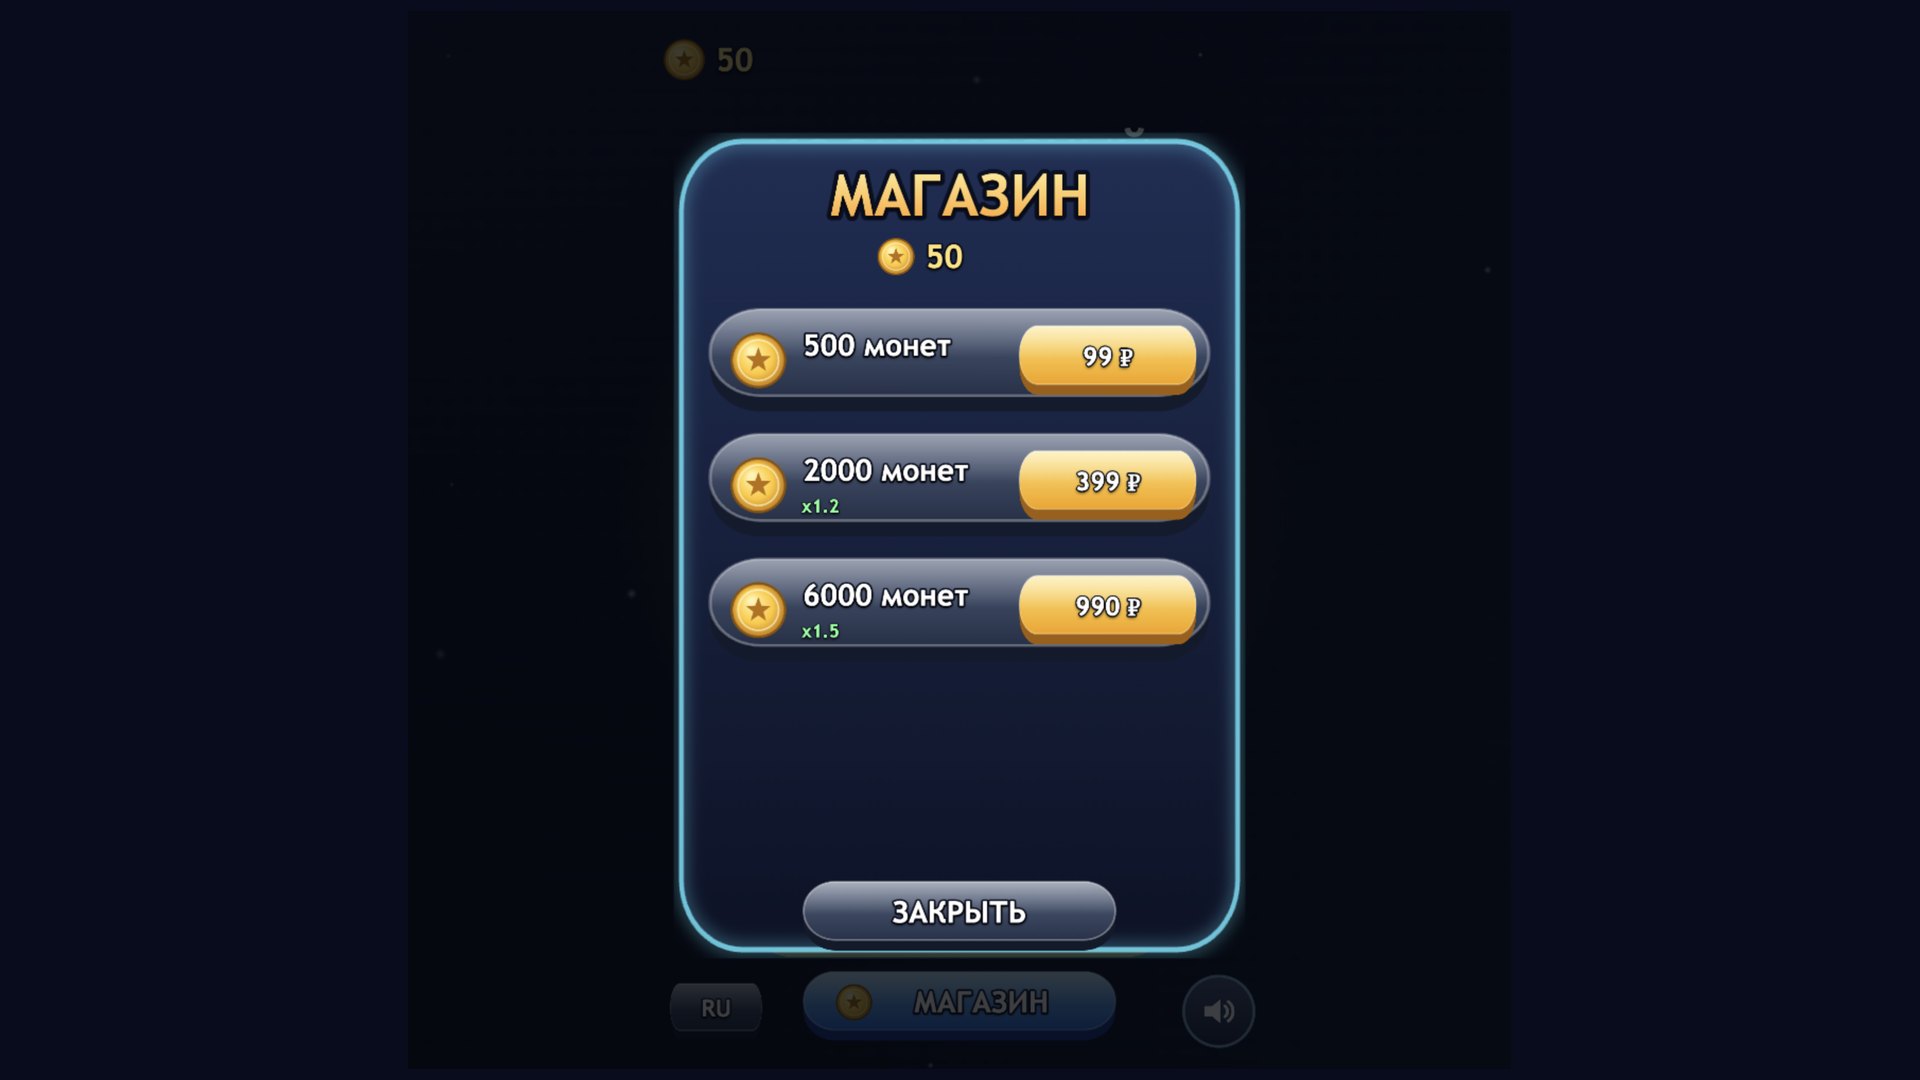 50
МАГАЗИН
50
500 монет
99 ₽
2000 монет
x1.2
399 ₽
6000 монет
x1.5
990 ₽
ЗАКРЫТЬ
RU
МАГАЗИН